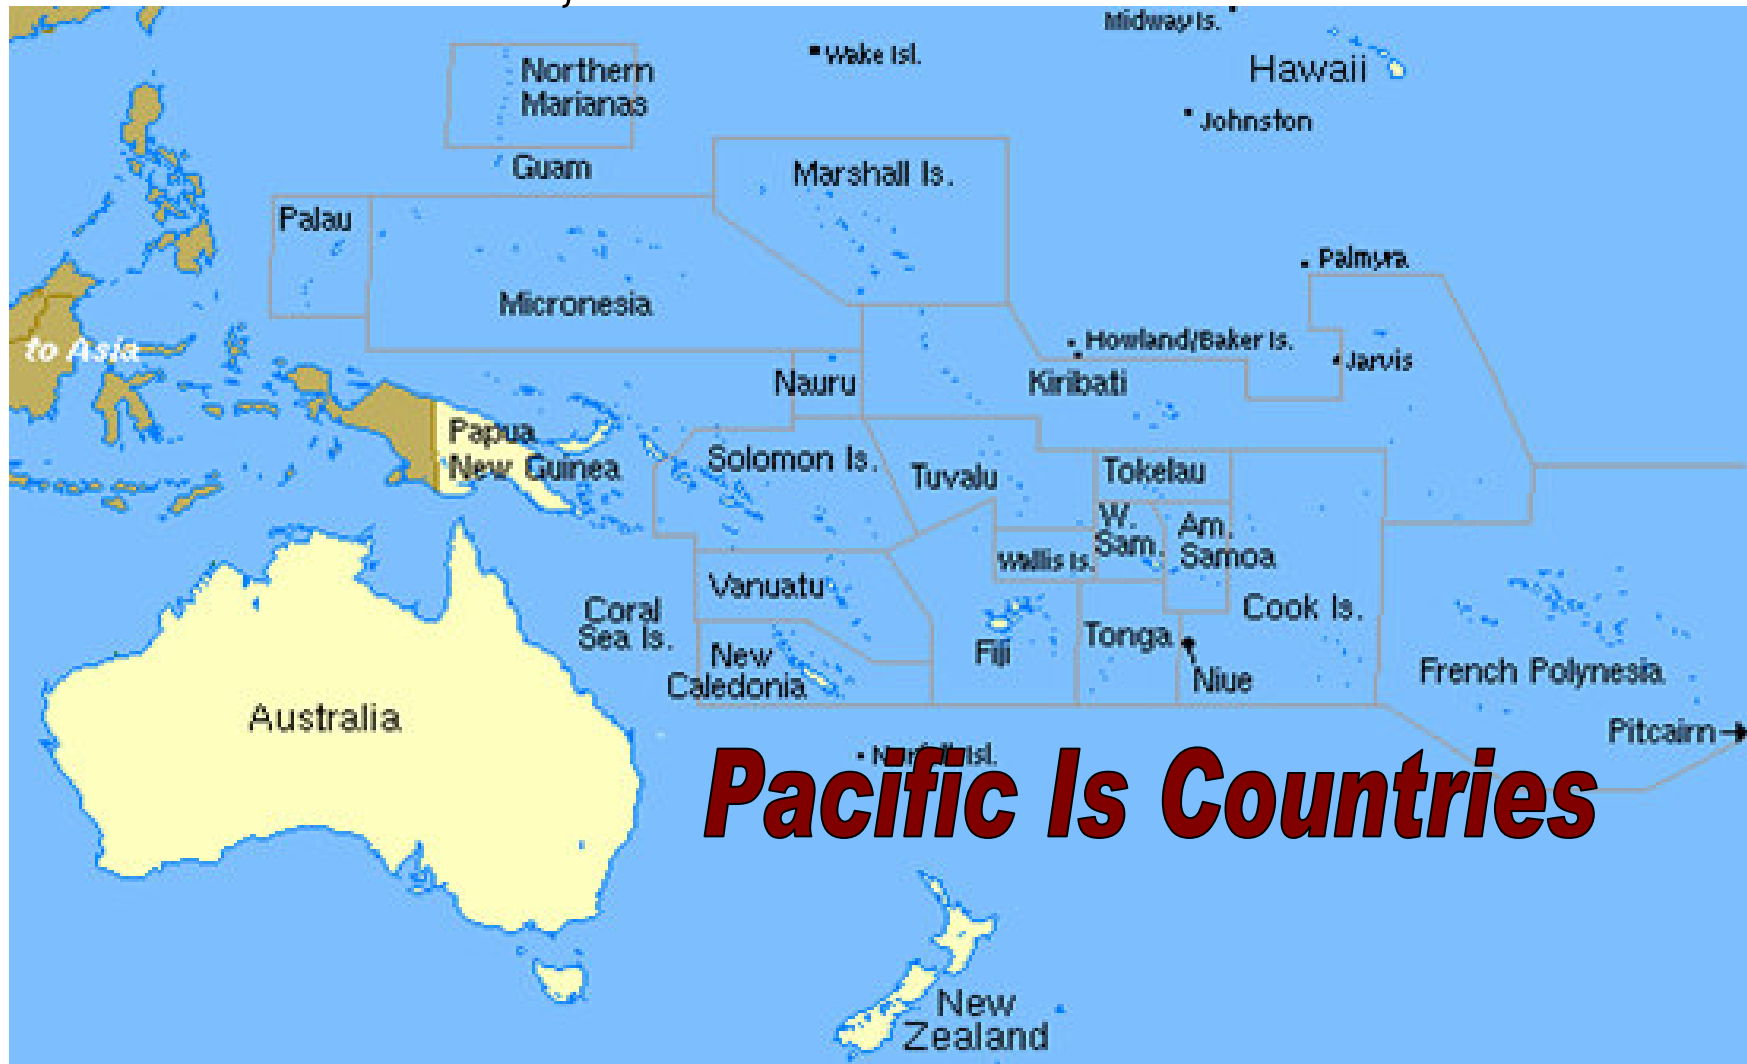 Midway Is.
Wake Isl.
Hawaii
Northern
Marianas
Johnston
Guam
Marshall Is.
Palau
Palmyra
Micronesia
Howland/Baker Is.
to Asia
Jarvis
Nauru
Kiribati
Papua
New Guinea
Solomon Is.
Tuvalu
Tokelau
W.
Sam.
Am.
Samoa
Wallis Is.
Vanuatu
Coral
Sea Is.
Cook Is.
Fiji
Tonga
New
Caledonia
Niue
French Polynesia
Australia
Pitcairn
Isl.
Pacific Is Countries
New
Zealand